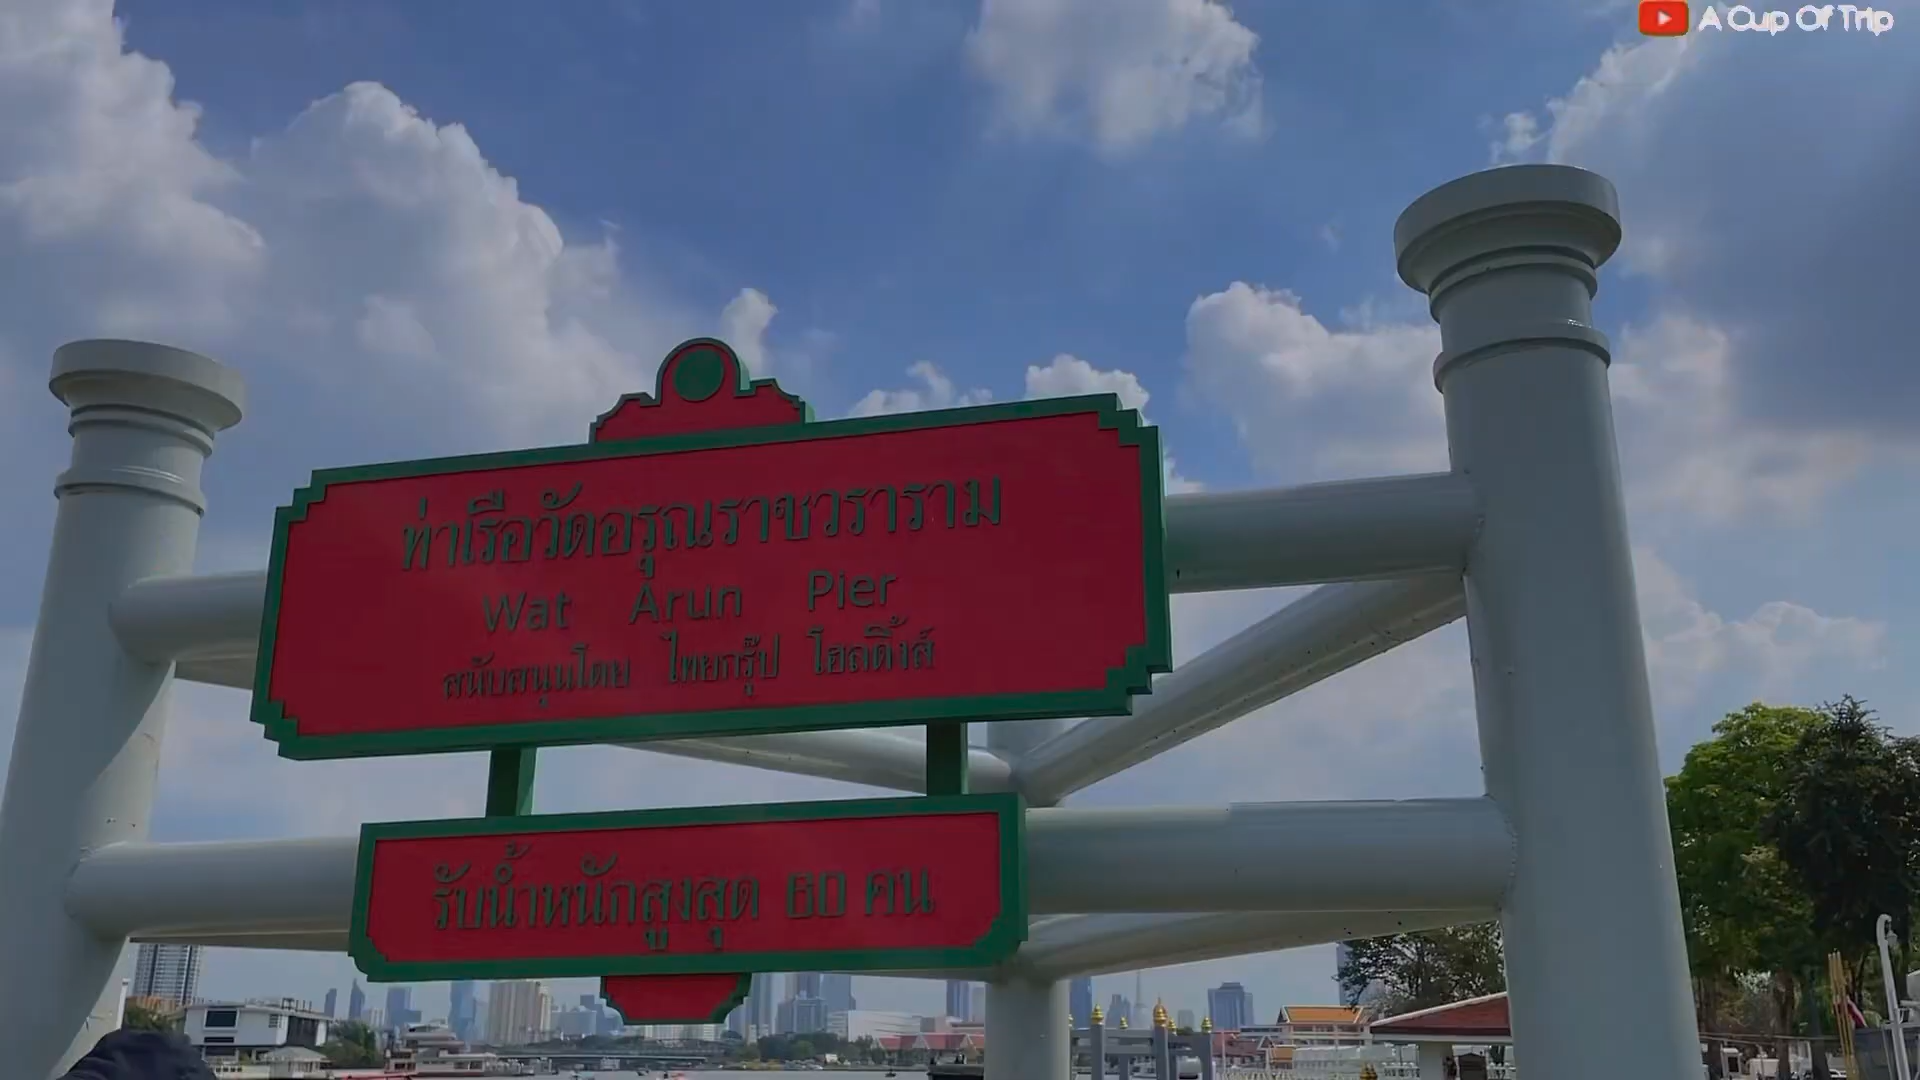 A Cup Of Trip
ท่าเรือวัดอรุณราชวราราม
Wat Arun Pier
สนับสนุนโดย ไทยกรุ๊ป โฮลดิ้งส์
รับน้ำหนักสูงสุด 60 คน